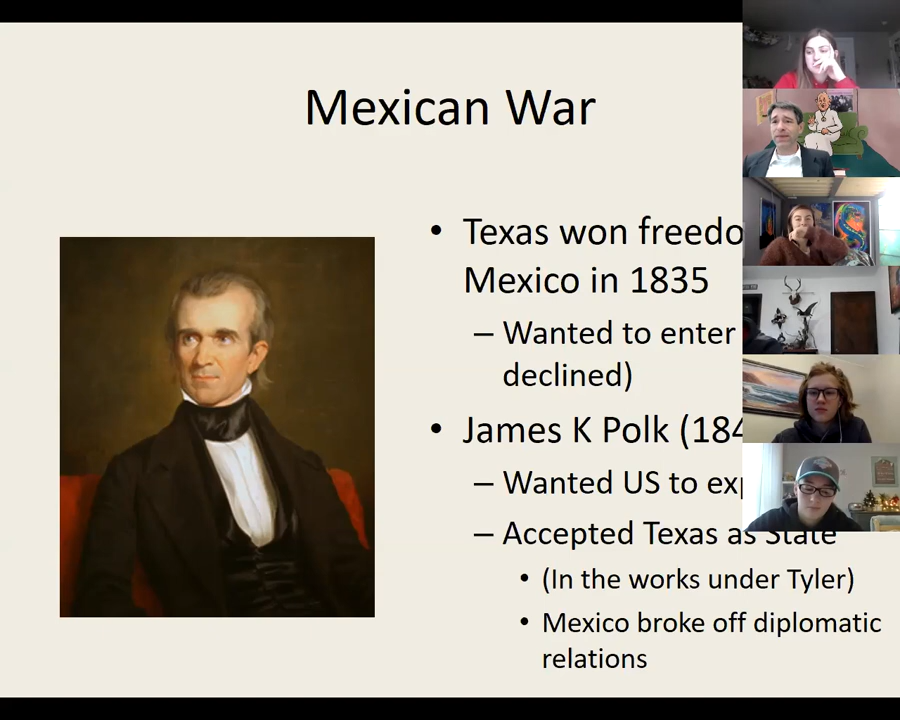 Mexican War
• Texas won freedo
Mexico in 1835
– Wanted to enter
declined)
• James K Polk (184
– Wanted US to exp
– Accepted Texas as State
• (In the works under Tyler)
• Mexico broke off diplomatic
relations